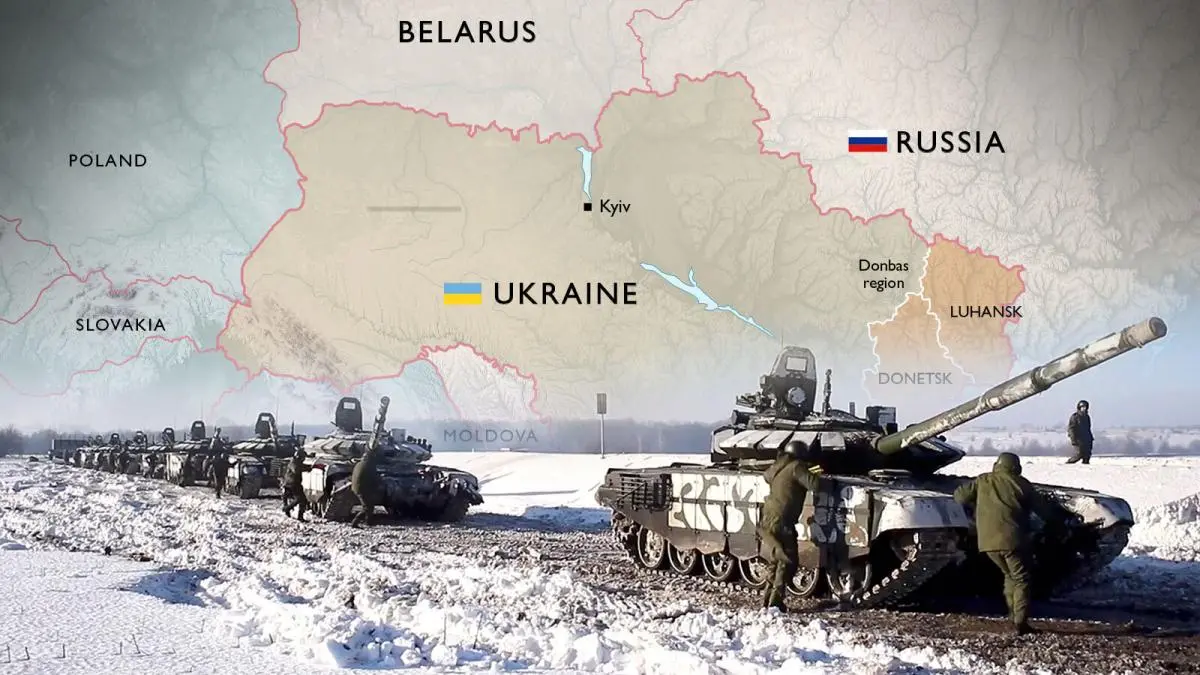 BELARUS
POLAND
RUSSIA
Kyiv
Donbas
region
UKRAINE
LUHANSK
SLOVAKIA
DONETSK
MOLDOVA